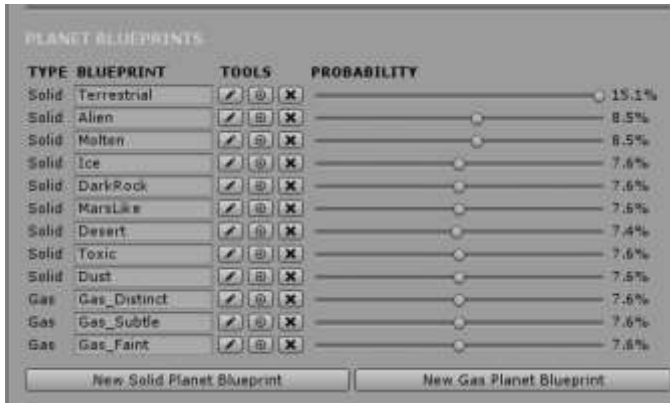 PLANET BLUEPRINTS
TYPE BLUEPRINT TOOLS PROBABILITY
Solid Terrestrial 15.1%
Solid Alien 8.5%
Solid Molten 8.5%
Solid Ice 7.6%
Solid DarkRock 7.6%
Solid MarsLike 7.6%
Solid Desert 7.4%
Solid Toxic 7.6%
Solid Dust 7.6%
Gas Gas_Distinct 7.6%
Gas Gas_Subtle 7.6%
Gas Gas_Faint 7.6%
New Solid Planet Blueprint New Gas Planet Blueprint